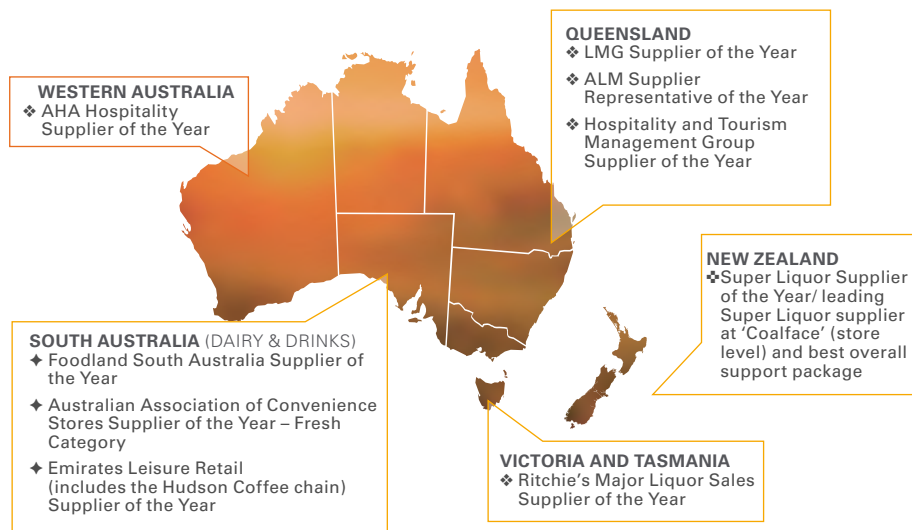 WESTERN AUSTRALIA
❖ AHA Hospitality
Supplier of the Year
QUEENSLAND
❖ LMG Supplier of the Year
❖ ALM Supplier
Representative of the Year
❖ Hospitality and Tourism
Management Group
Supplier of the Year
NEW ZEALAND
✜Super Liquor Supplier
of the Year/ leading
Super Liquor supplier
at ‘Coalface’ (store
level) and best overall
support package
SOUTH AUSTRALIA (DAIRY & DRINKS)
✦ Foodland South Australia Supplier of
the Year
✦ Australian Association of Convenience
Stores Supplier of the Year – Fresh
Category
✦ Emirates Leisure Retail
(includes the Hudson Coffee chain)
Supplier of the Year
VICTORIA AND TASMANIA
❖ Ritchie’s Major Liquor Sales
Supplier of the Year